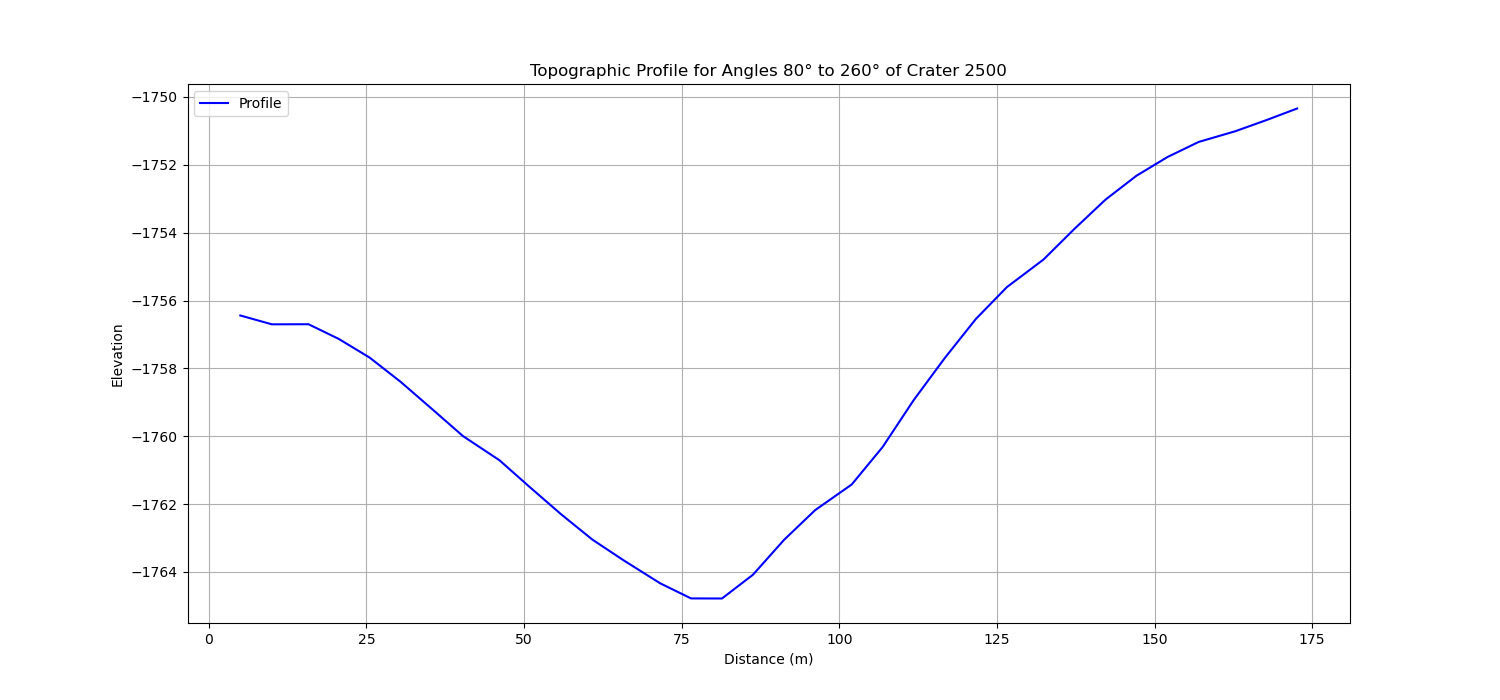 Topographic Profile for Angles 80° to 260° of Crater 2500
Profile
Elevation
−1750
−1752
−1754
−1756
−1758
−1760
−1762
−1764
0 25 50 75 100 125 150 175
Distance (m)